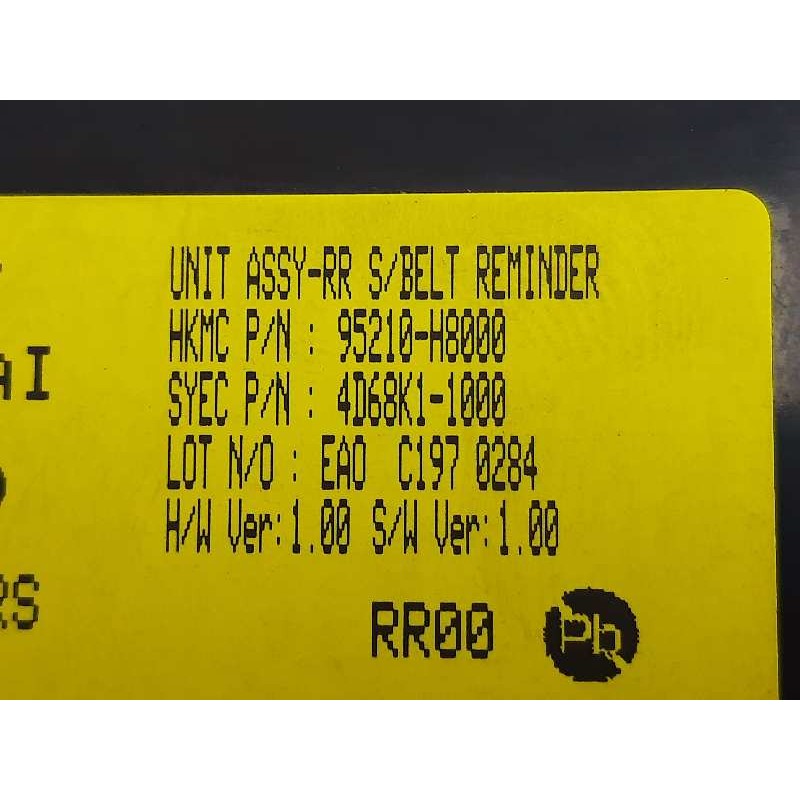 UNIT ASSY-RR S/BELT REMINDER
HKMC P/N : 95210-H8000
SYEC P/N : 4D68K1-1000
LOT N/O : EAO C197 0284
H/W Ver:1.00 S/W Ver:1.00
RR00
Pb